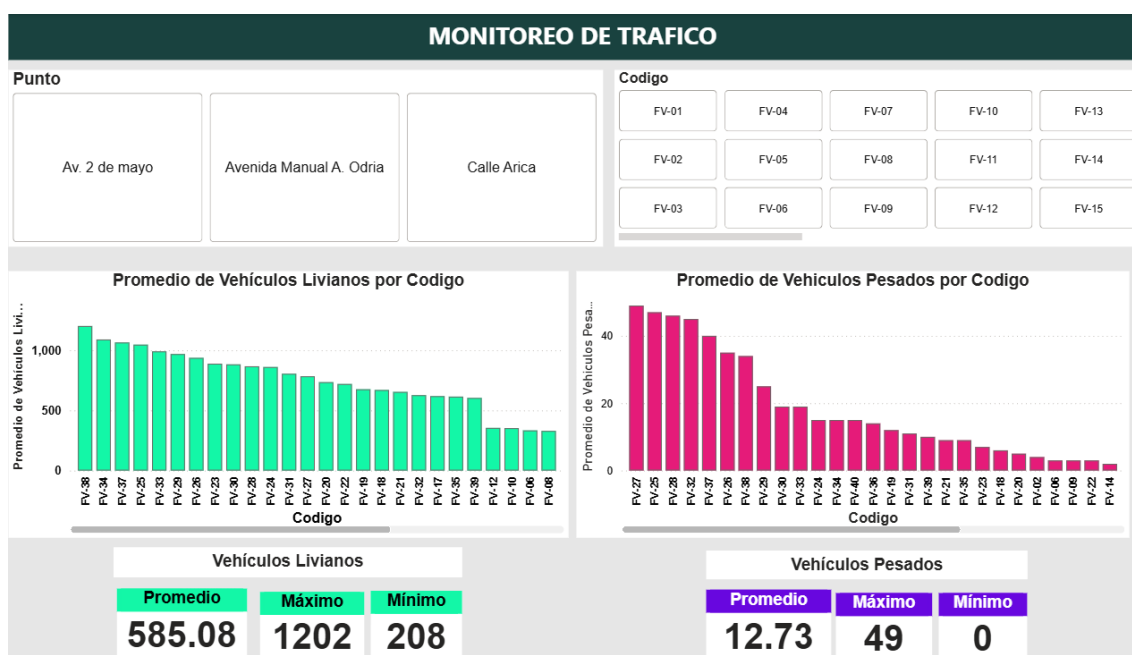 MONITOREO DE TRAFICO
Punto
Av. 2 de mayo
Avenida Manual A. Odria
Calle Arica
Codigo
FV-01 FV-04 FV-07 FV-10 FV-13
FV-02 FV-05 FV-08 FV-11 FV-14
FV-03 FV-06 FV-09 FV-12 FV-15
Promedio de Vehículos Livianos por Codigo
Promedio de Vehiculos Livi...
1,000
500
0
FV-38 FV-34 FV-37 FV-25 FV-33 FV-29 FV-26 FV-23 FV-30 FV-28 FV-24 FV-31 FV-27 FV-20 FV-22 FV-19 FV-18 FV-21 FV-32 FV-17 FV-35 FV-39 FV-12 FV-10 FV-06 FV-08
Codigo
Promedio de Vehiculos Pesados por Codigo
Promedio de Vehiculos Pesa...
40
20
0
FV-27 FV-25 FV-28 FV-32 FV-37 FV-26 FV-38 FV-29 FV-30 FV-33 FV-24 FV-34 FV-40 FV-36 FV-19 FV-31 FV-39 FV-21 FV-35 FV-23 FV-18 FV-20 FV-02 FV-06 FV-09 FV-22 FV-14
Codigo
Vehículos Livianos
Promedio Máximo Mínimo
585.08 1202 208
Vehículos Pesados
Promedio Máximo Mínimo
12.73 49 0